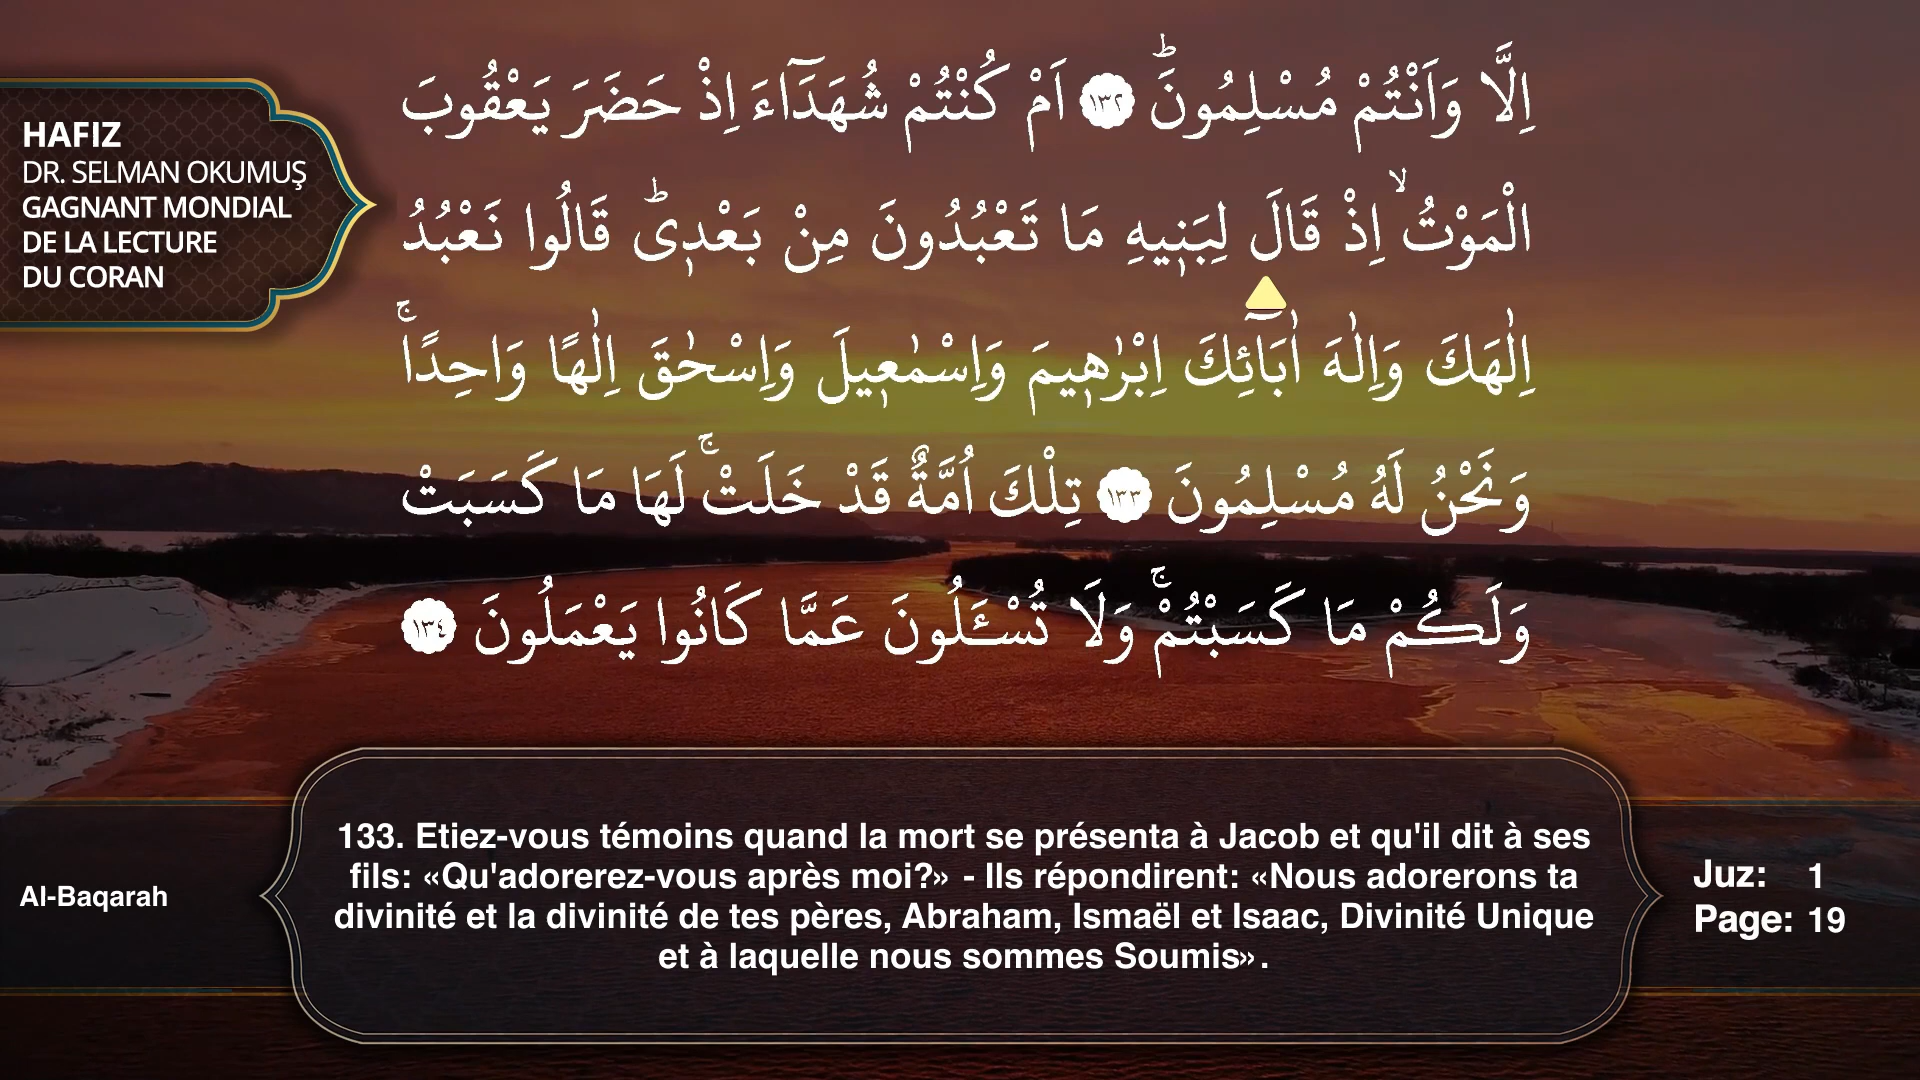 HAFIZ
DR. SELMAN OKUMUŞ
GAGNANT MONDIAL
DE LA LECTURE
DU CORAN
اِلَّا وَاَنْتُمْ مُسْلِمُونَۜ ﴿١٣٢﴾ اَمْ كُنْتُمْ شُهَدَٓاءَ اِذْ حَضَرَ يَعْقُوبَ
الْمَوْتُۙ اِذْ قَالَ لِبَن۪يهِ مَا تَعْبُدُونَ مِنْ بَعْد۪يۜ قَالُوا نَعْبُدُ
اِلٰهَكَ وَاِلٰهَ اٰبَٓائِكَ اِبْرٰه۪يمَ وَاِسْمٰع۪يلَ وَاِسْحٰقَ اِلٰهًا وَاحِدًاۚ
وَنَحْنُ لَهُ مُسْلِمُونَ ﴿١٣٣﴾ تِلْكَ اُمَّةٌ قَدْ خَلَتْۚ لَهَا مَا كَسَبَتْ
وَلَكُمْ مَا كَسَبْتُمْۚ وَلَا تُسْـَٔلُونَ عَمَّا كَانُوا يَعْمَلُونَ ﴿١٣٤﴾
133. Etiez-vous témoins quand la mort se présenta à Jacob et qu'il dit à ses
fils: «Qu'adorerez-vous après moi?» - Ils répondirent: «Nous adorerons ta
divinité et la divinité de tes pères, Abraham, Ismaël et Isaac, Divinité Unique
et à laquelle nous sommes Soumis».
Al-Baqarah
Juz: 1
Page: 19